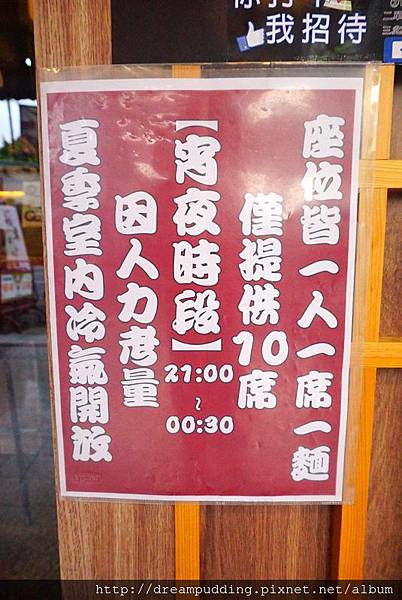 我招待
座位皆一人一席一麵
僅提供10席
【宵夜時段】
21:00
~
00:30
因人力考量
夏季室內冷氣開放
http://dreampudding.pixnet.net/album